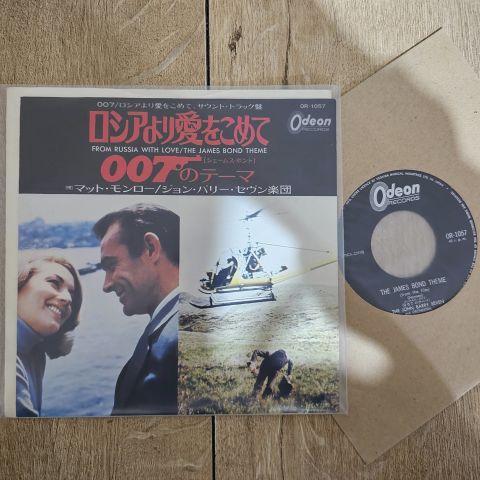 007/ロシアより愛をこめて、サウンド・トラック盤
OR-1057
Odeon
RECORDS
ロシアより愛をこめて
FROM RUSSIA WITH LOVE/THE JAMES BOND THEME
007のテーマ
[ジェームス・ボンド]
マット・モンロー/ジョン・バリー・セヴン楽団
Odeon
RECORDS
OR-1057
THE JAMES BOND THEME
(From the Film
THE JOHN BARRY SEVEN